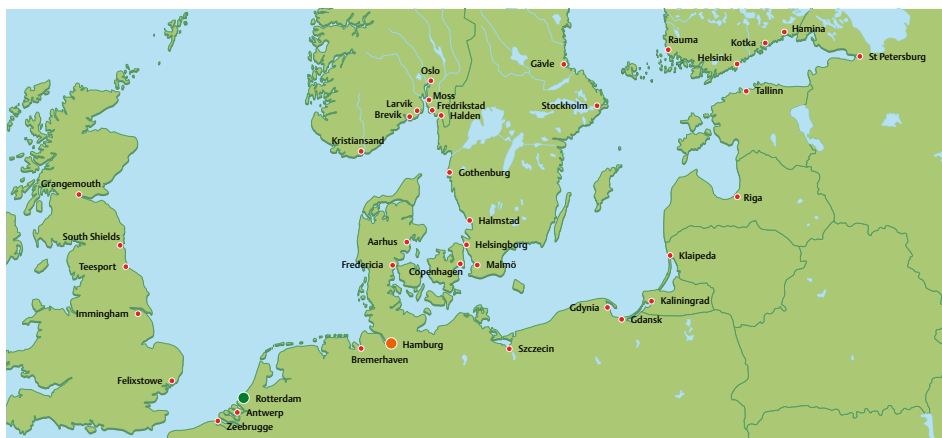 Hamina
Rauma
Kotka
Helsinki
St Petersburg
Gävle
Oslo
Tallinn
Moss
Larvik
Fredrikstad
Stockholm
Brevik
Halden
Kristiansand
Gothenburg
Grangemouth
Riga
Halmstad
South Shields
Aarhus
Helsingborg
Klaipeda
Teesport
Fredericia
Copenhagen
Malmö
Kaliningrad
Immingham
Gdynia
Gdansk
Hamburg
Szczecin
Bremerhaven
Felixstowe
Rotterdam
Antwerp
Zeebrugge